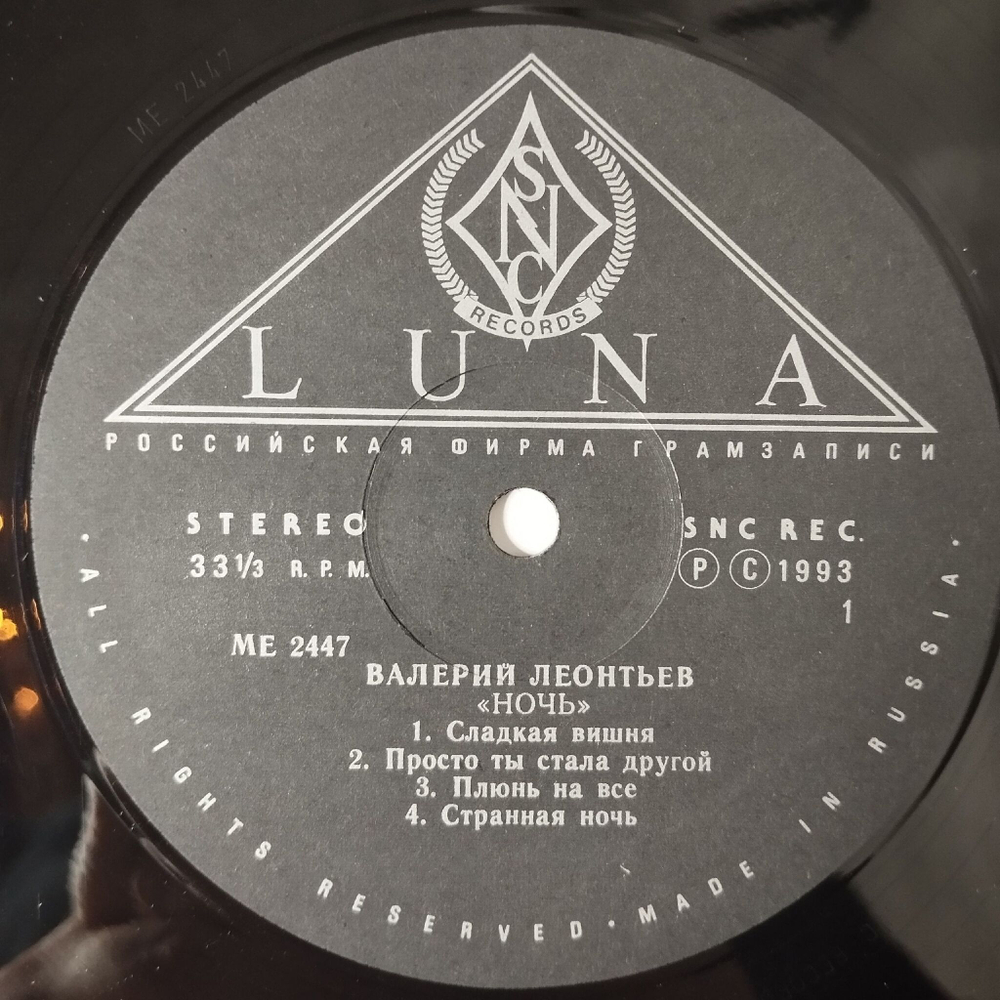 ME 2447
SNC
RECORDS
LUNA
РОССИЙСКАЯ ФИРМА ГРАМЗАПИСИ
STEREO
SNC REC.
33 1/3 R. P. M.
Ⓟ Ⓒ 1993
1
МЕ 2447
ВАЛЕРИЙ ЛЕОНТЬЕВ
«НОЧЬ»
1. Сладкая вишня
2. Просто ты стала другой
3. Плюнь на все
4. Странная ночь
· ALL RIGHTS RESERVED · MADE IN RUSSIA ·